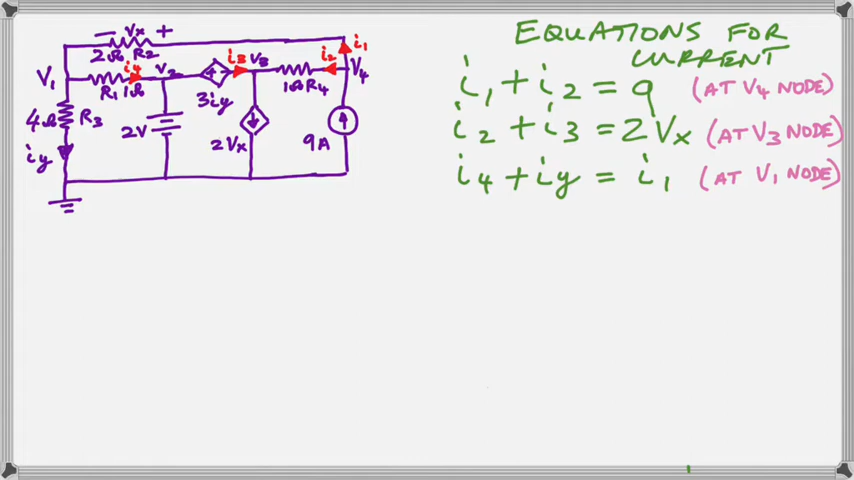 EQUATIONS FOR
CURRENT
i1 + i2 = 9 (AT V4 NODE)
i2 + i3 = 2Vx (AT V3 NODE)
i4 + iy = i1 (AT V1 NODE)
− Vx +
2Ω R2
i1
V1
i4
V2
i3
V3
i2
V4
R1 1Ω
3iy
1Ω R4
4Ω R3
2V
2Vx
9A
iy